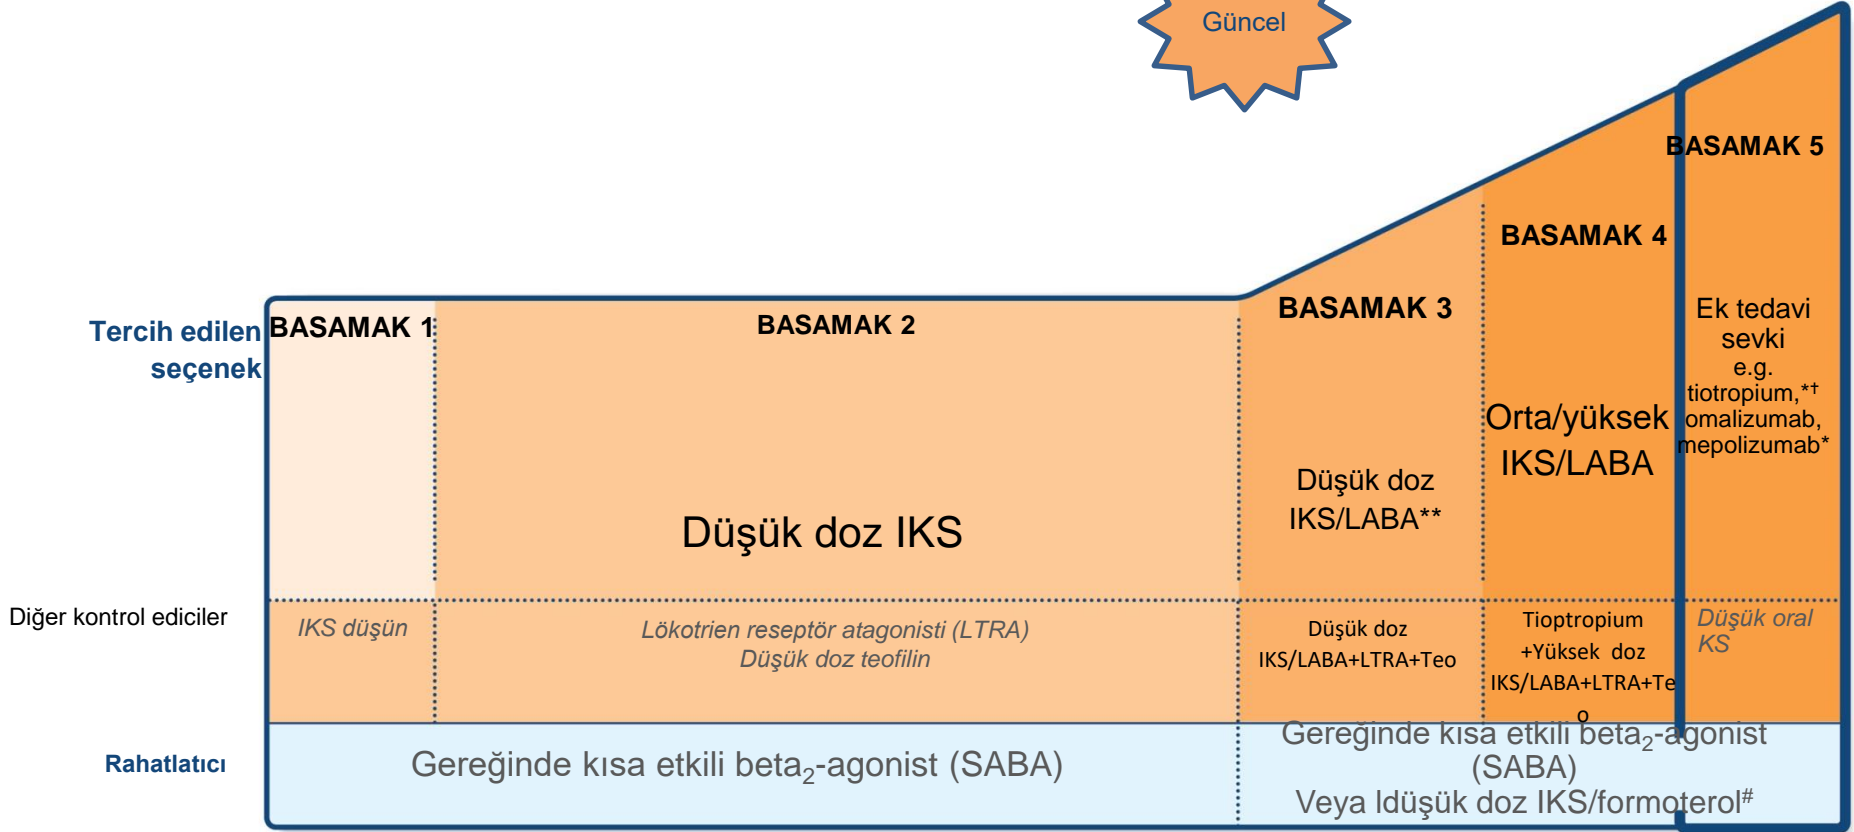 Güncel
BASAMAK 5
BASAMAK 4
BASAMAK 3
Tercih edilen
seçenek
BASAMAK 1
BASAMAK 2
Ek tedavi
sevki
e.g.
tiotropium,*†
omalizumab,
mepolizumab*
Orta/yüksek
IKS/LABA
Düşük doz
IKS/LABA**
Düşük doz IKS
Diğer kontrol ediciler
IKS düşün
Lökotrien reseptör atagonisti (LTRA)
Düşük doz teofilin
Düşük doz
IKS/LABA+LTRA+Teo
Tioptropium
+Yüksek doz
IKS/LABA+LTRA+Te
o
Düşük oral
KS
Rahatlatıcı
Gereğinde kısa etkili beta₂-agonist (SABA)
Gereğinde kısa etkili beta₂-agonist
(SABA)
Veya ldüşük doz IKS/formoterol#